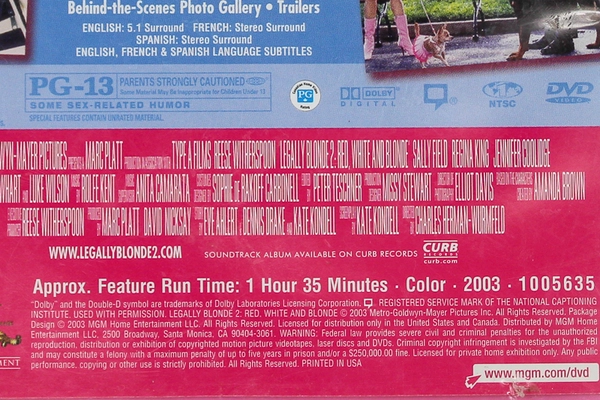 Behind-the-Scenes Photo Gallery • Trailers
ENGLISH: 5.1 Surround FRENCH: Stereo Surround
SPANISH: Stereo Surround
ENGLISH, FRENCH & SPANISH LANGUAGE SUBTITLES
PG-13 PARENTS STRONGLY CAUTIONED
Some Material May Be Inappropriate for Children Under 13
SOME SEX-RELATED HUMOR
SPECIAL FEATURES CONTAIN UNRATED MATERIAL.
PG
DOLBY
DIGITAL
NTSC
DVD
VIDEO
WYN-MAYER PICTURES MARC PLATT TYPE A FILMS REESE WITHERSPOON LEGALLY BLONDE 2: RED, WHITE AND BLONDE SALLY FIELD REGINA KING JENNIFER COOLIDGE
LUKE WILSON ROLFE KENT ANITA CAMARATA SOPHIE de RAKOFF CARBONELL PETER TESCHNER MISSY STEWART ELLIOT DAVIS AMANDA BROWN
REESE WITHERSPOON MARC PLATT DAVID NICKSAY EVE AHLERT & DENNIS DRAKE AND KATE KONDELL KATE KONDELL CHARLES HERMAN-WURMFELD
WWW.LEGALLYBLONDE2.COM SOUNDTRACK ALBUM AVAILABLE ON CURB RECORDS CURB
RECORDS
curb.com
Approx. Feature Run Time: 1 Hour 35 Minutes · Color · 2003 · 1005635
"Dolby" and the Double-D symbol are trademarks of Dolby Laboratories Licensing Corporation. REGISTERED SERVICE MARK OF THE NATIONAL CAPTIONING
INSTITUTE. USED WITH PERMISSION. LEGALLY BLONDE 2: RED, WHITE AND BLONDE © 2003 Metro-Goldwyn-Mayer Pictures Inc. All Rights Reserved. Package
Design © 2003 MGM Home Entertainment LLC. All Rights Reserved. Licensed for distribution only in the United States and Canada. Distributed by MGM Home
Entertainment LLC. 2500 Broadway, Santa Monica, CA 90404-3061. WARNING: Federal law provides severe civil and criminal penalties for the unauthorized
reproduction, distribution or exhibition of copyrighted motion picture videotapes, laser discs and DVDs. Criminal copyright infringement is investigated by the FBI
and may constitute a felony with a maximum penalty of up to five years in prison and/or a $250,000.00 fine. Licensed for private home exhibition only. Any public
performance, copying or other use is strictly prohibited. All Rights Reserved. PRINTED IN USA
MENT
www.mgm.com/dvd